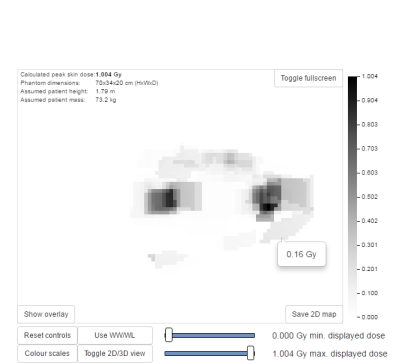 Calculated peak skin dose: 1.004 Gy
Phantom dimensions: 70x34x20 cm (HxWxD)
Assumed patient height: 1.79 m
Assumed patient mass: 73.2 kg
Toggle fullscreen
1.004
0.904
0.803
0.703
0.602
0.502
0.402
0.301
0.201
0.100
0.000
0.16 Gy
Show overlay
Save 2D map
Reset controls Use WW/WL 0.000 Gy min. displayed dose
Colour scales Toggle 2D/3D view 1.004 Gy max. displayed dose